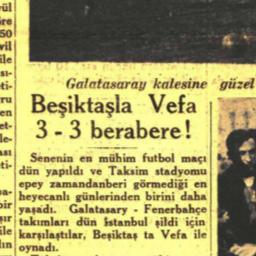 Galatasaray kalesine güzel
Beşiktaşla Vefa
3 - 3 berabere!
Senenin en mühim futbol maçı
dün yapıldı ve Taksim stadyomu
epey zamandanberi görmediği en
heyecanlı günlerinden birini daha
yaşadı. Galatasary - Fenerbahçe
takımları dün İstanbul şildi için
karşılaştılar, Beşiktaş ta Vefa ile
oynadı.